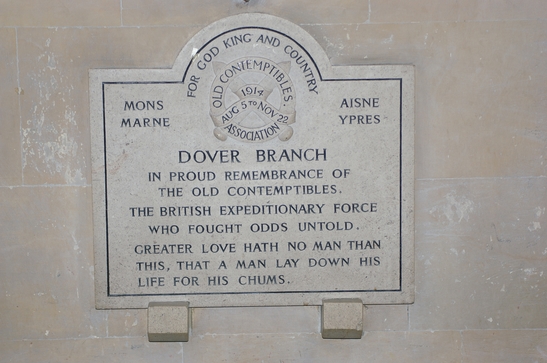 FOR GOD KING AND COUNTRY
OLD CONTEMPTIBLES.
1914
AUG 5 TO NOV 22
ASSOCIATION
MONS
MARNE
AISNE
YPRES
DOVER BRANCH
IN PROUD REMEMBRANCE OF
THE OLD CONTEMPTIBLES.
THE BRITISH EXPEDITIONARY FORCE
WHO FOUGHT ODDS UNTOLD.
GREATER LOVE HATH NO MAN THAN
THIS, THAT A MAN LAY DOWN HIS
LIFE FOR HIS CHUMS.